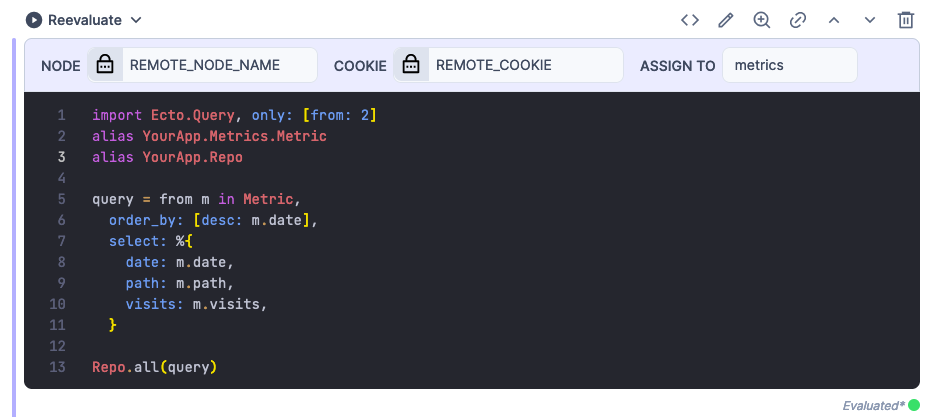 Reevaluate
NODE REMOTE_NODE_NAME COOKIE REMOTE_COOKIE ASSIGN TO metrics
1 import Ecto.Query, only: [from: 2]
2 alias YourApp.Metrics.Metric
3 alias YourApp.Repo
4
5 query = from m in Metric,
6   order_by: [desc: m.date],
7   select: %{
8     date: m.date,
9     path: m.path,
10     visits: m.visits,
11   }
12
13 Repo.all(query)
Evaluated*